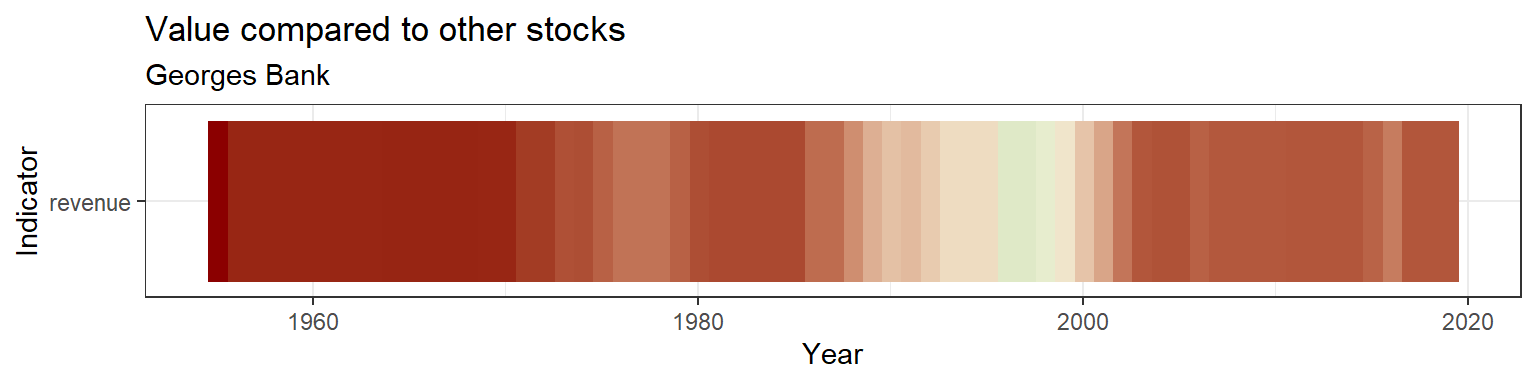 Value compared to other stocks
Georges Bank
Indicator
revenue
1960 1980 2000 2020
Year